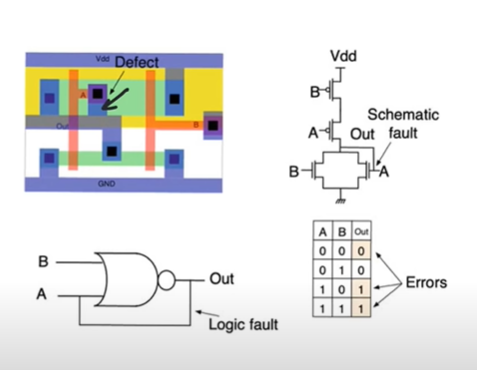 Vdd
Defect
A
Out
B
GND
Vdd
B
A
Out
Schematic
fault
B
A
B
A
Out
Logic fault
A B Out
0 0 0
0 1 0
1 0 1
1 1 1
Errors